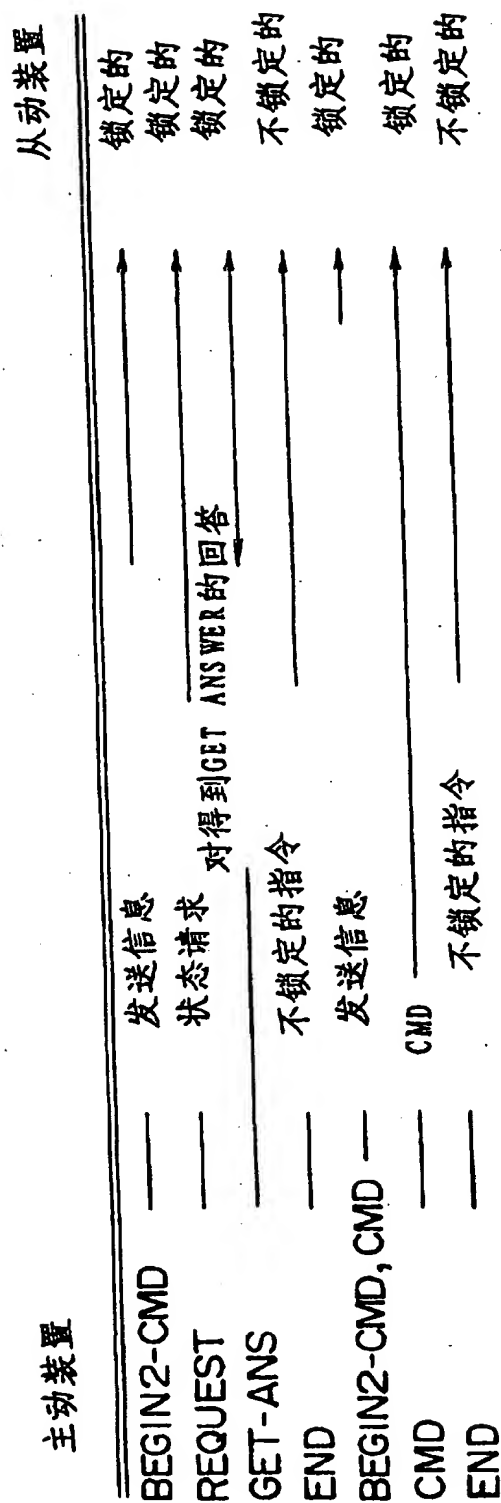 主动装置 从动装置
BEGIN2-CMD 发送信息 锁定的
REQUEST 状态请求 锁定的
GET-ANS 对得到GET ANSWER的回答 锁定的
END 不锁定的指令 不锁定的
BEGIN2-CMD, CMD 发送信息 锁定的
CMD CMD 锁定的
END 不锁定的指令 不锁定的